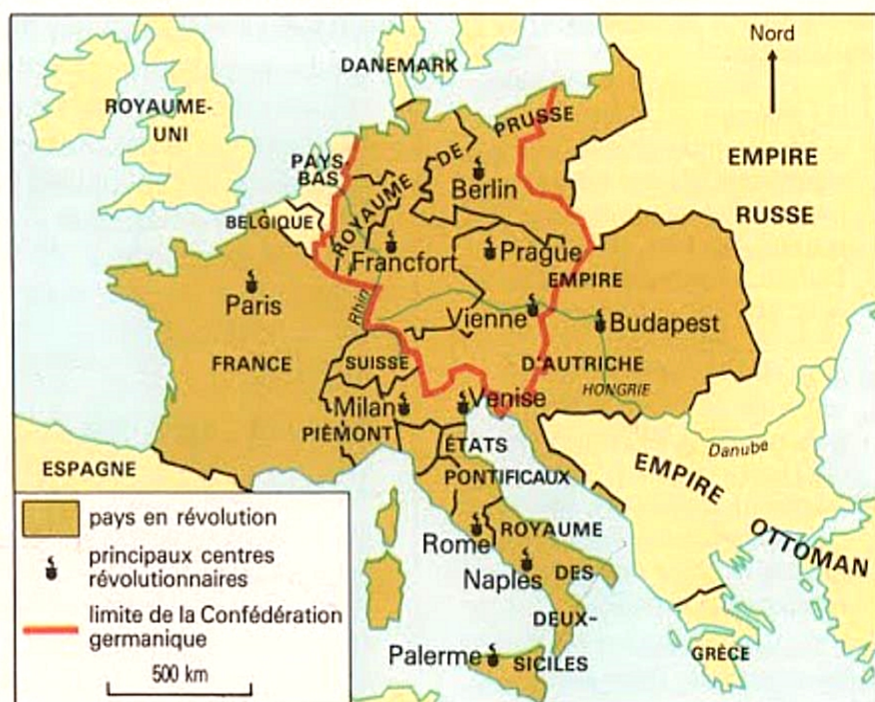 Nord
DANEMARK
ROYAUME-
UNI
PRUSSE
EMPIRE
RUSSE
PAYS-
BAS
ROYAUME DE
Berlin
BELGIQUE
Francfort
Prague
EMPIRE
Paris
Rhin
Vienne
Budapest
FRANCE
SUISSE
D'AUTRICHE
HONGRIE
Milan
Venise
PIÉMONT
ÉTATS
PONTIFICAUX
Danube
EMPIRE
OTTOMAN
ESPAGNE
Rome
ROYAUME
Naples
DES
DEUX-
Palerme
SICILES
GRÈCE
pays en révolution
principaux centres
révolutionnaires
limite de la Confédération
germanique
500 km